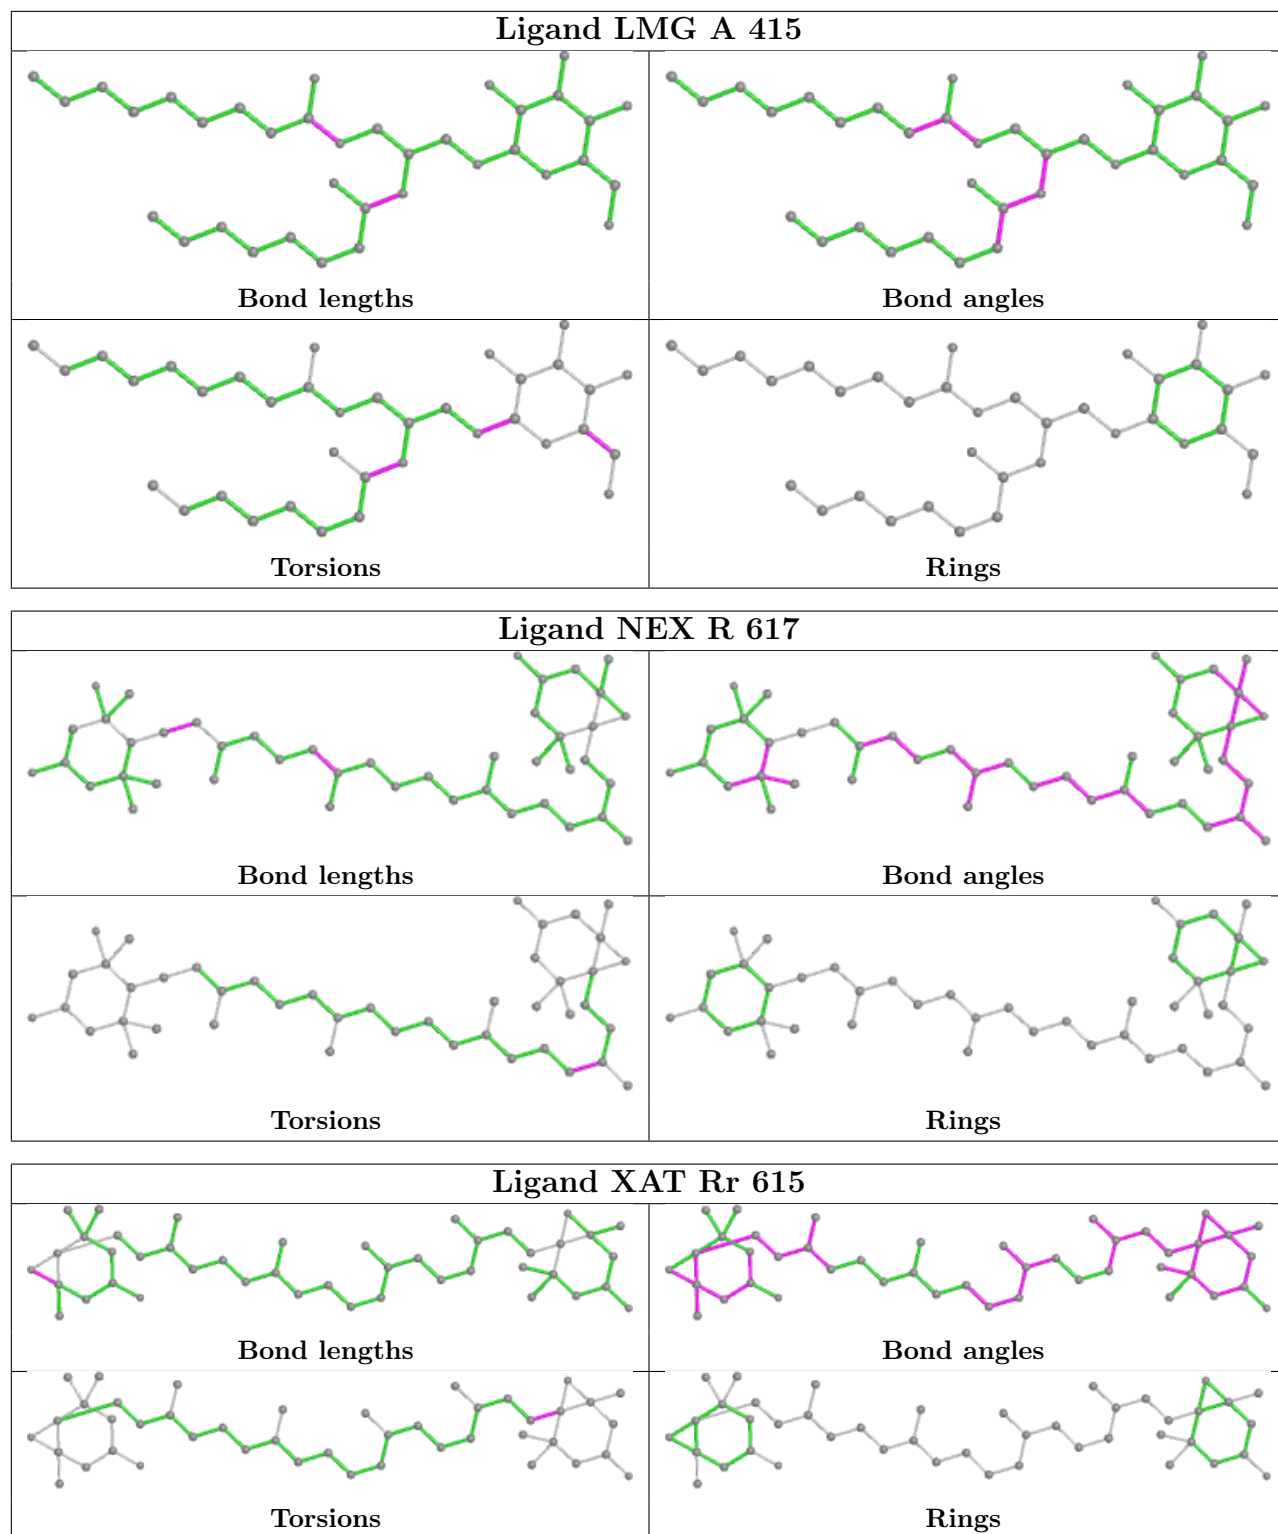 Ligand LMG A 415
Bond lengths
Bond angles
Torsions
Rings
Ligand NEX R 617
Bond lengths
Bond angles
Torsions
Rings
Ligand XAT Rr 615
Bond lengths
Bond angles
Torsions
Rings